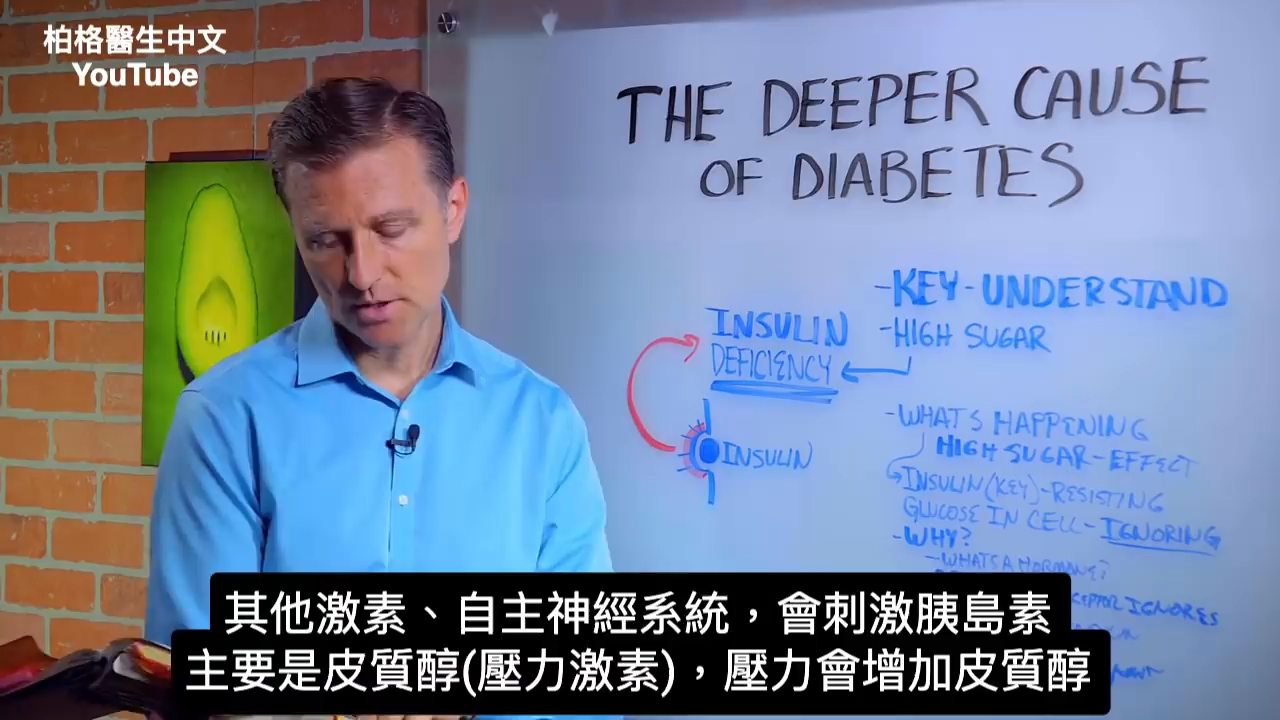 柏格醫生中文
YouTube
THE DEEPER CAUSE
OF DIABETES
-KEY-UNDERSTAND
-HIGH SUGAR
INSULIN
DEFICIENCY
INSULIN
-WHATS HAPPENING
HIGH SUGAR-EFFECT
INSULIN (KEY)-RESISTING
GLUCOSE IN CELL-IGNORING
-WHY?
-WHATS A HORMONE?
IGNORES
其他激素、自主神經系統，會刺激胰島素
主要是皮質醇(壓力激素)，壓力會增加皮質醇